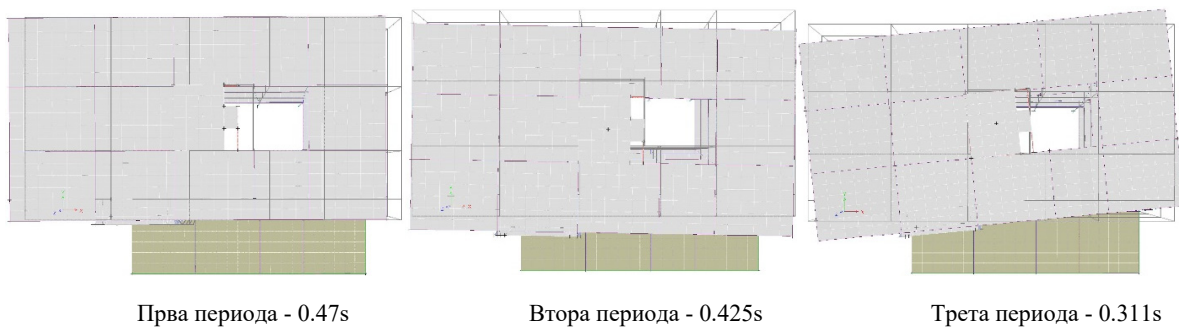 Прва периода - 0.47s
Втора периода - 0.425s
Трета периода - 0.311s